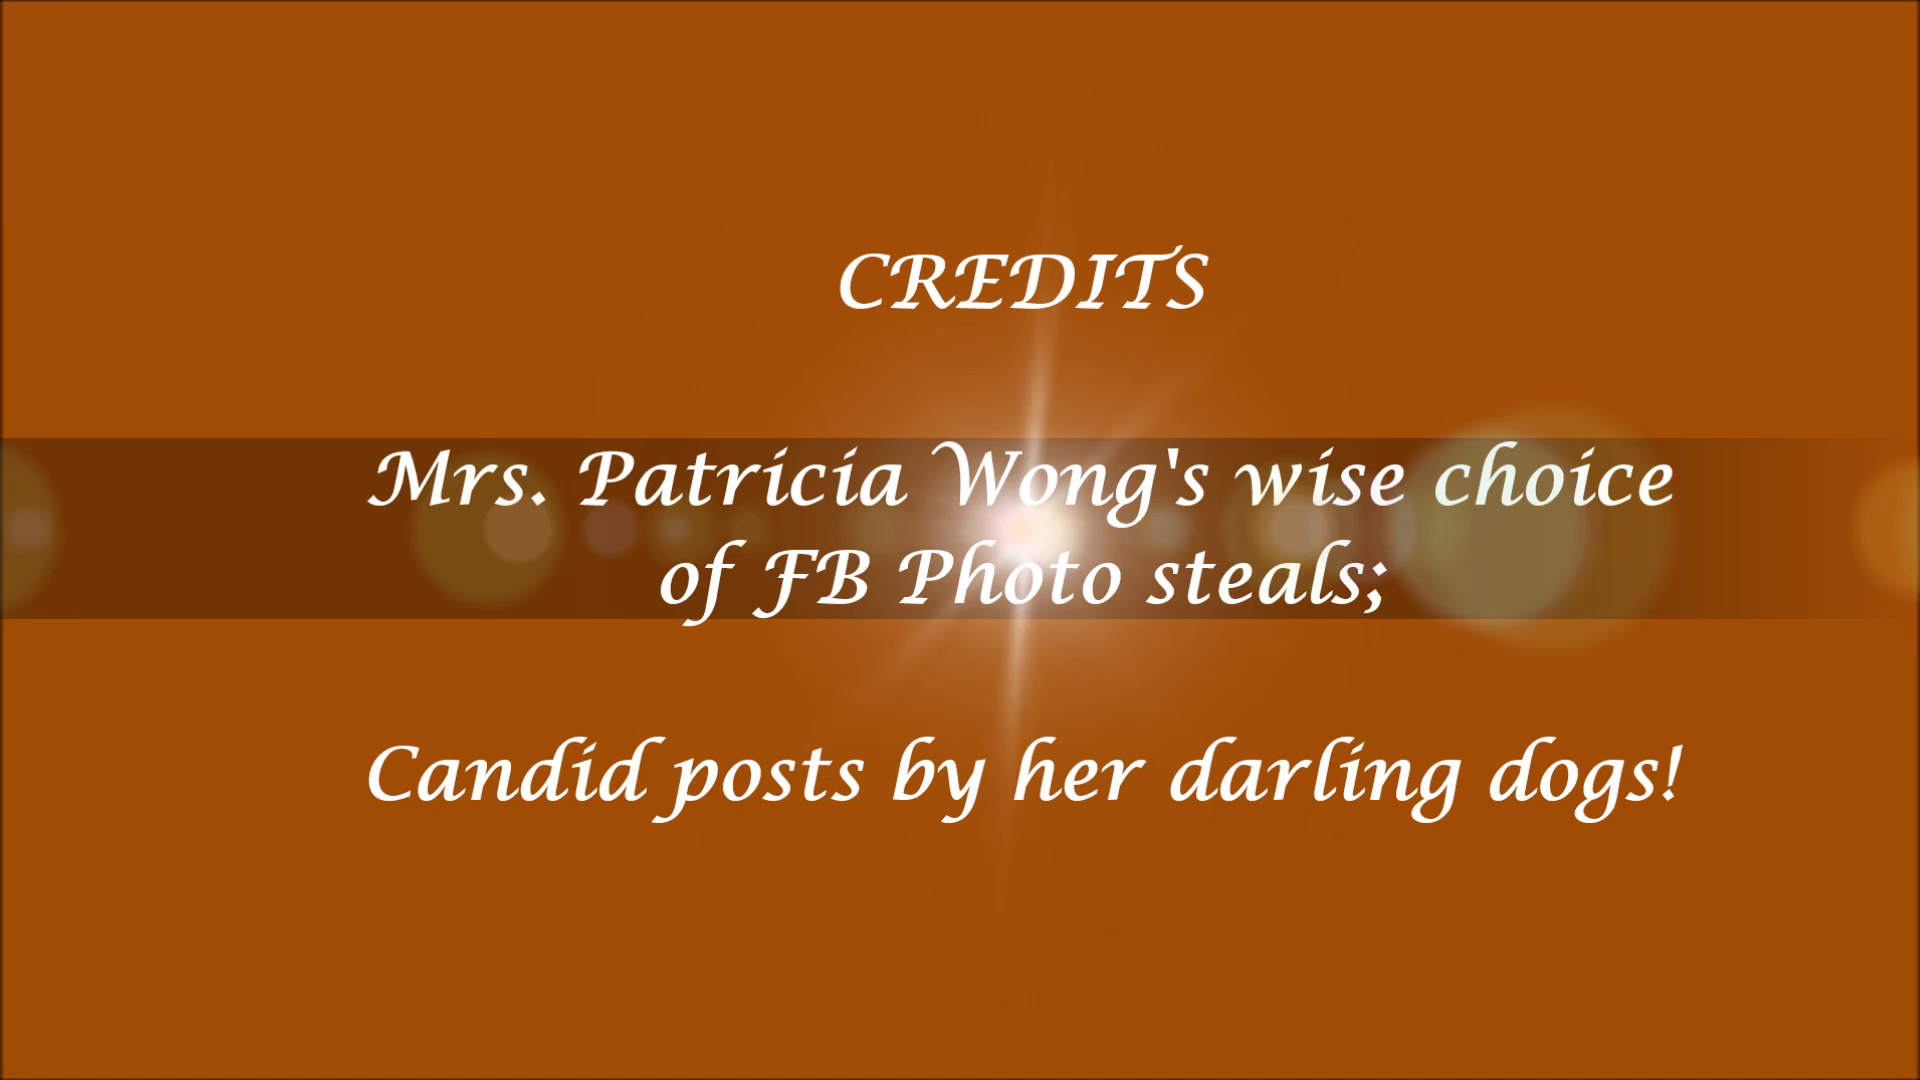 CREDITS
Mrs. Patricia Wong's wise choice
of FB Photo steals;
Candid posts by her darling dogs!